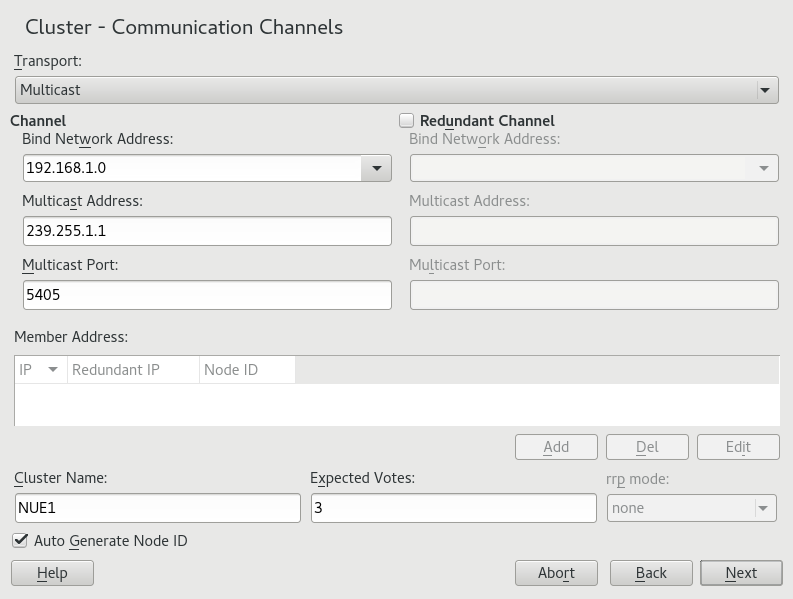 Cluster - Communication Channels
Transport:
Multicast
Channel
Bind Network Address:
192.168.1.0
Multicast Address:
239.255.1.1
Multicast Port:
5405
Redundant Channel
Bind Network Address:
Multicast Address:
Multicast Port:
Member Address:
IP Redundant IP Node ID
Add Del Edit
Cluster Name: Expected Votes: rrp mode:
NUE1 3 none
Auto Generate Node ID
Help Abort Back Next